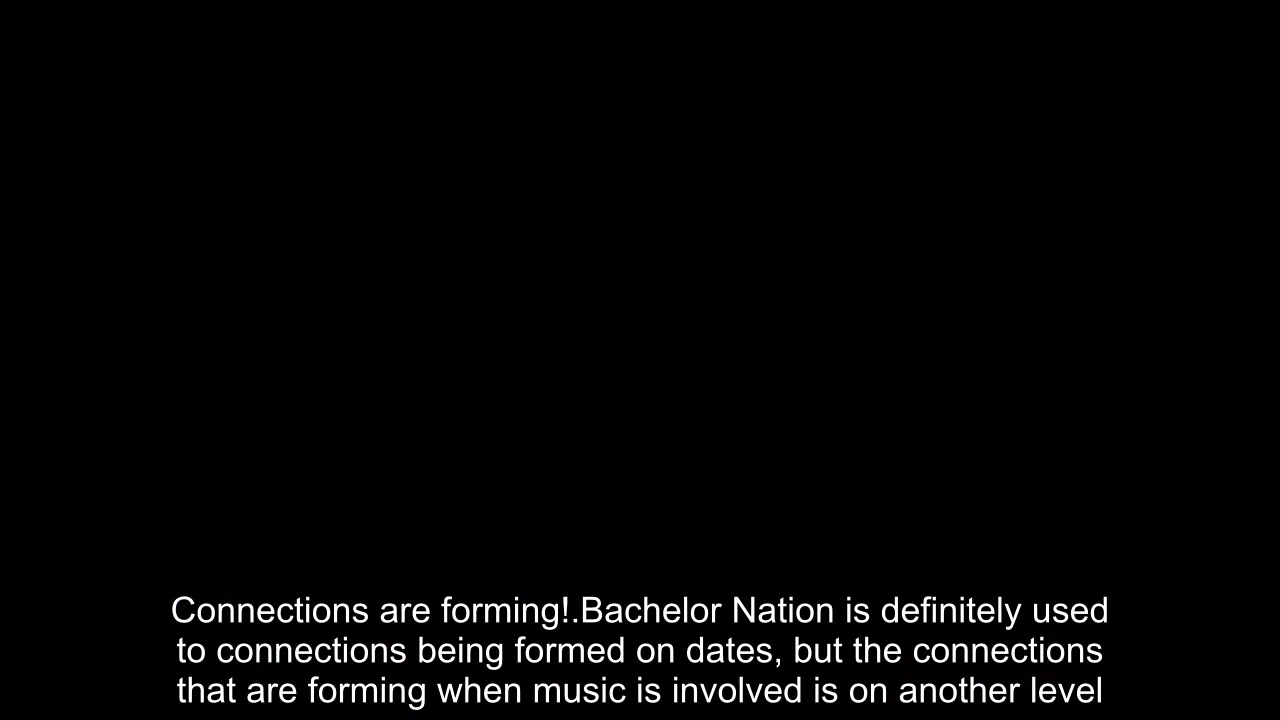 Connections are forming!.Bachelor Nation is definitely used
to connections being formed on dates, but the connections
that are forming when music is involved is on another level